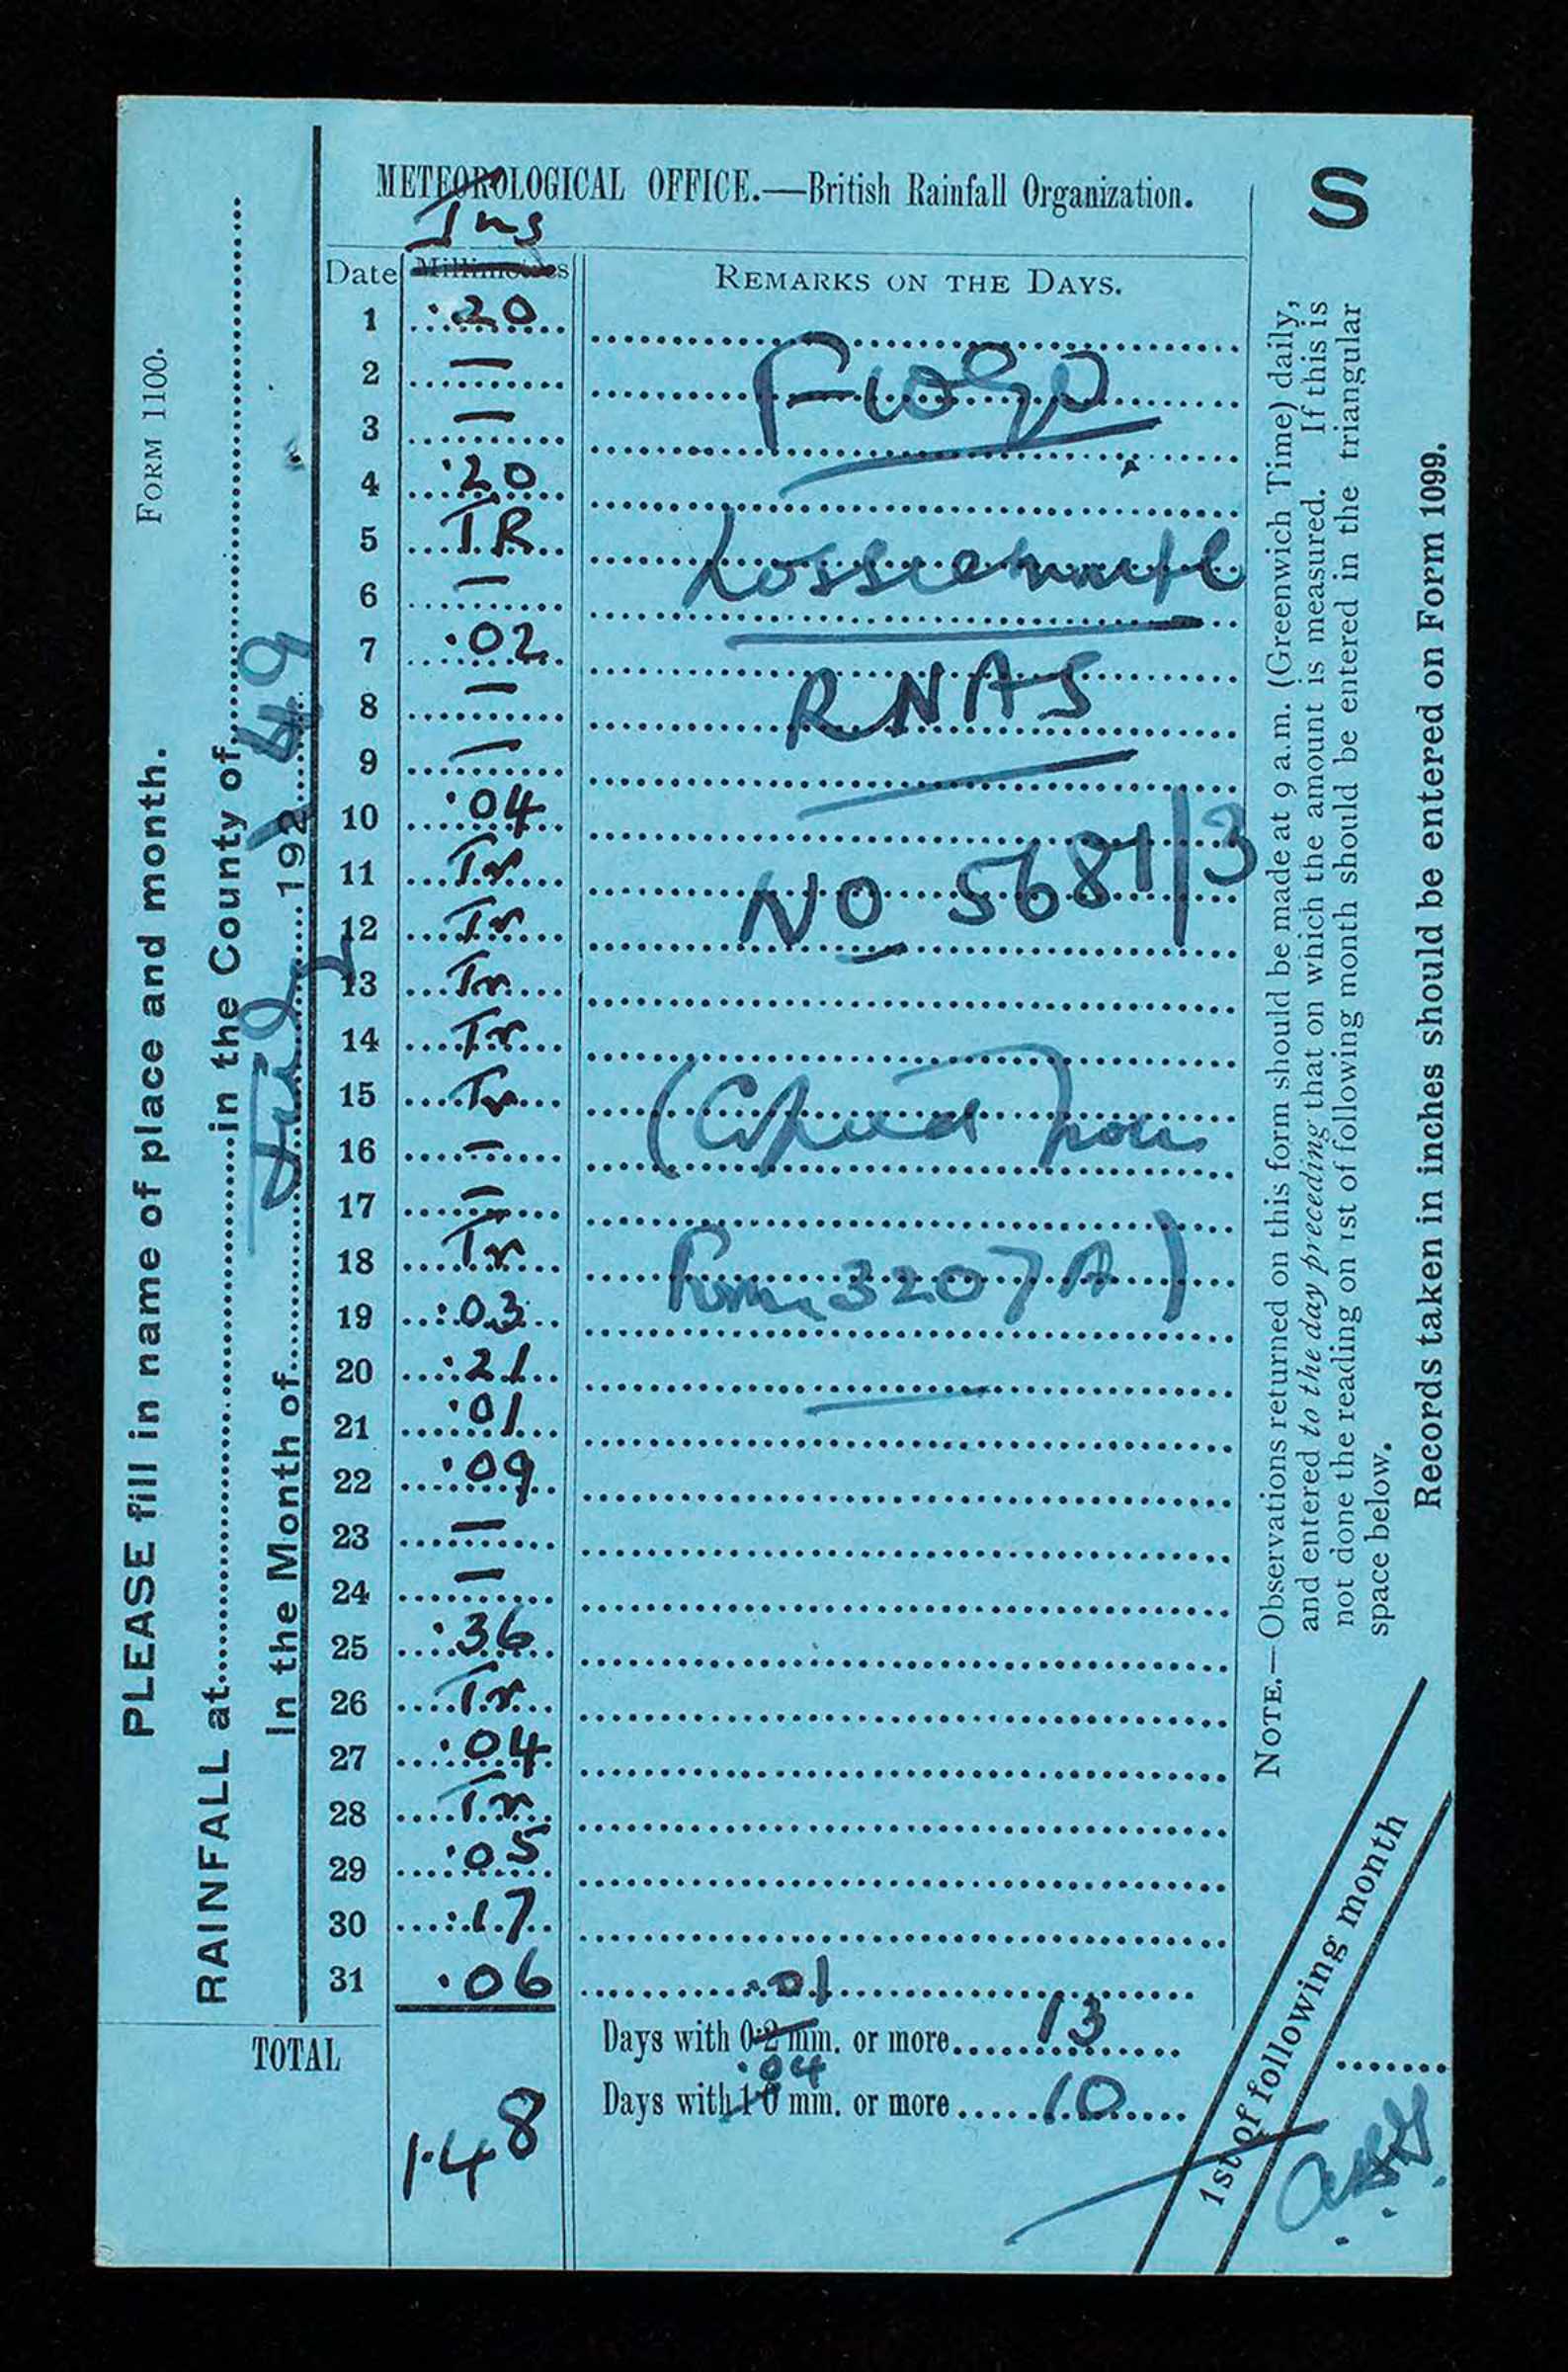 FORM 1100.
PLEASE fill in name of place and month.
RAINFALL at in the County of
In the Month of July 192 49
METEOROLOGICAL OFFICE.—British Rainfall Organization.
S
Ins
Date Millimetres REMARKS ON THE DAYS.
1 .20
2 —
3 —
4 .20
5 TR
6 —
7 .02
8 —
9 —
10 .04
11 Tr
12 Tr
13 Tr
14 Tr
15 Tr
16 —
17 —
18 Tr
19 .03
20 .21
21 .01
22 .09
23 —
24 —
25 .36
26 Tr
27 .04
28 Tr
29 .05
30 .17
31 .06
TOTAL 1.48
Lossiemouth
RNAS
NO 5681/3
(Copied from
Form 3207A)
.01
Days with 0.2 mm. or more 13
.04
Days with 1.0 mm. or more 10
NOTE.—Observations returned on this form should be made at 9 a.m. (Greenwich Time) daily,
and entered to the day preceding that on which the amount is measured. If this is
not done the reading on 1st of following month should be entered in the triangular
space below.
Records taken in inches should be entered on Form 1099.
1st of following month